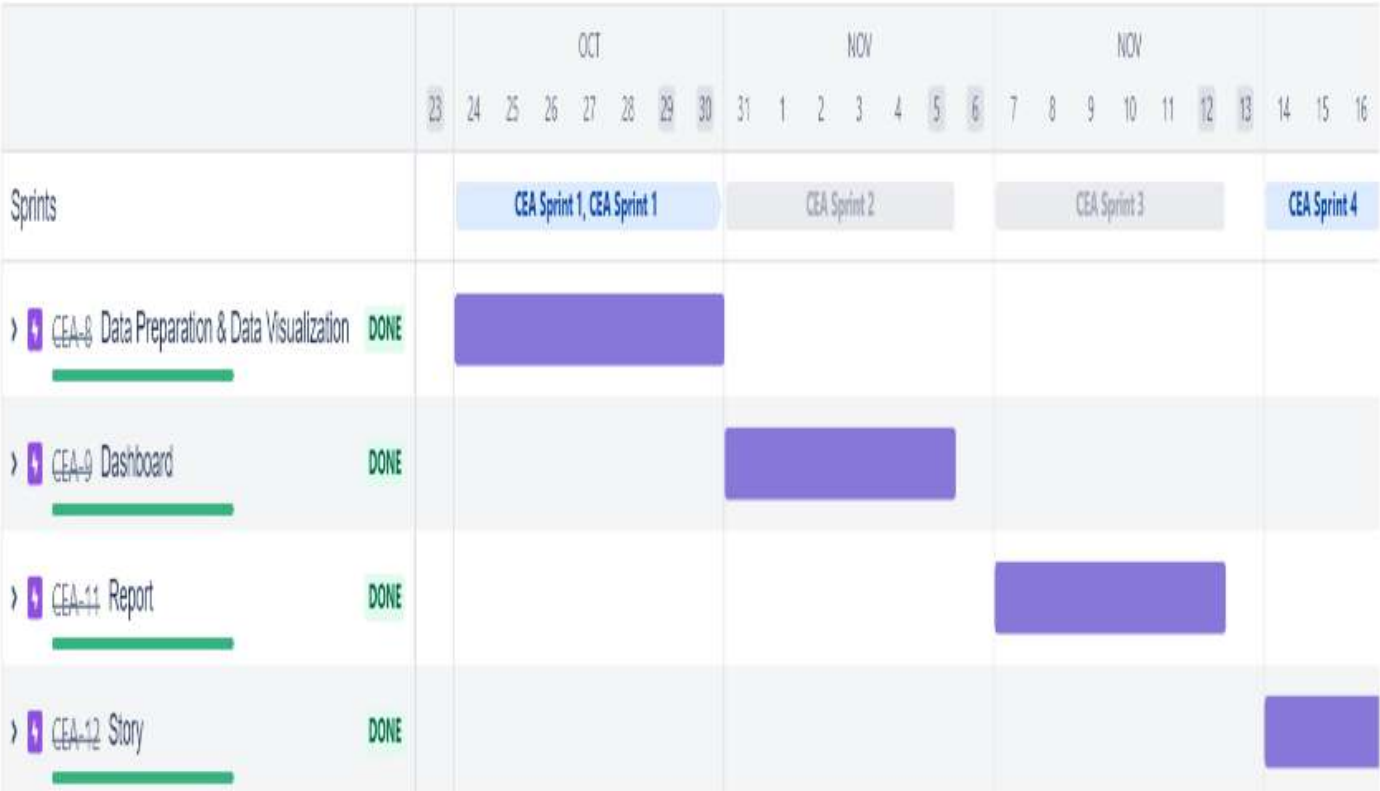 OCT NOV NOV
23 24 25 26 27 28 29 30 31 1 2 3 4 5 6 7 8 9 10 11 12 13 14 15 16
Sprints CEA Sprint 1, CEA Sprint 1 CEA Sprint 2 CEA Sprint 3 CEA Sprint 4
CEA-8 Data Preparation & Data Visualization DONE
CEA-9 Dashboard DONE
CEA-11 Report DONE
CEA-12 Story DONE